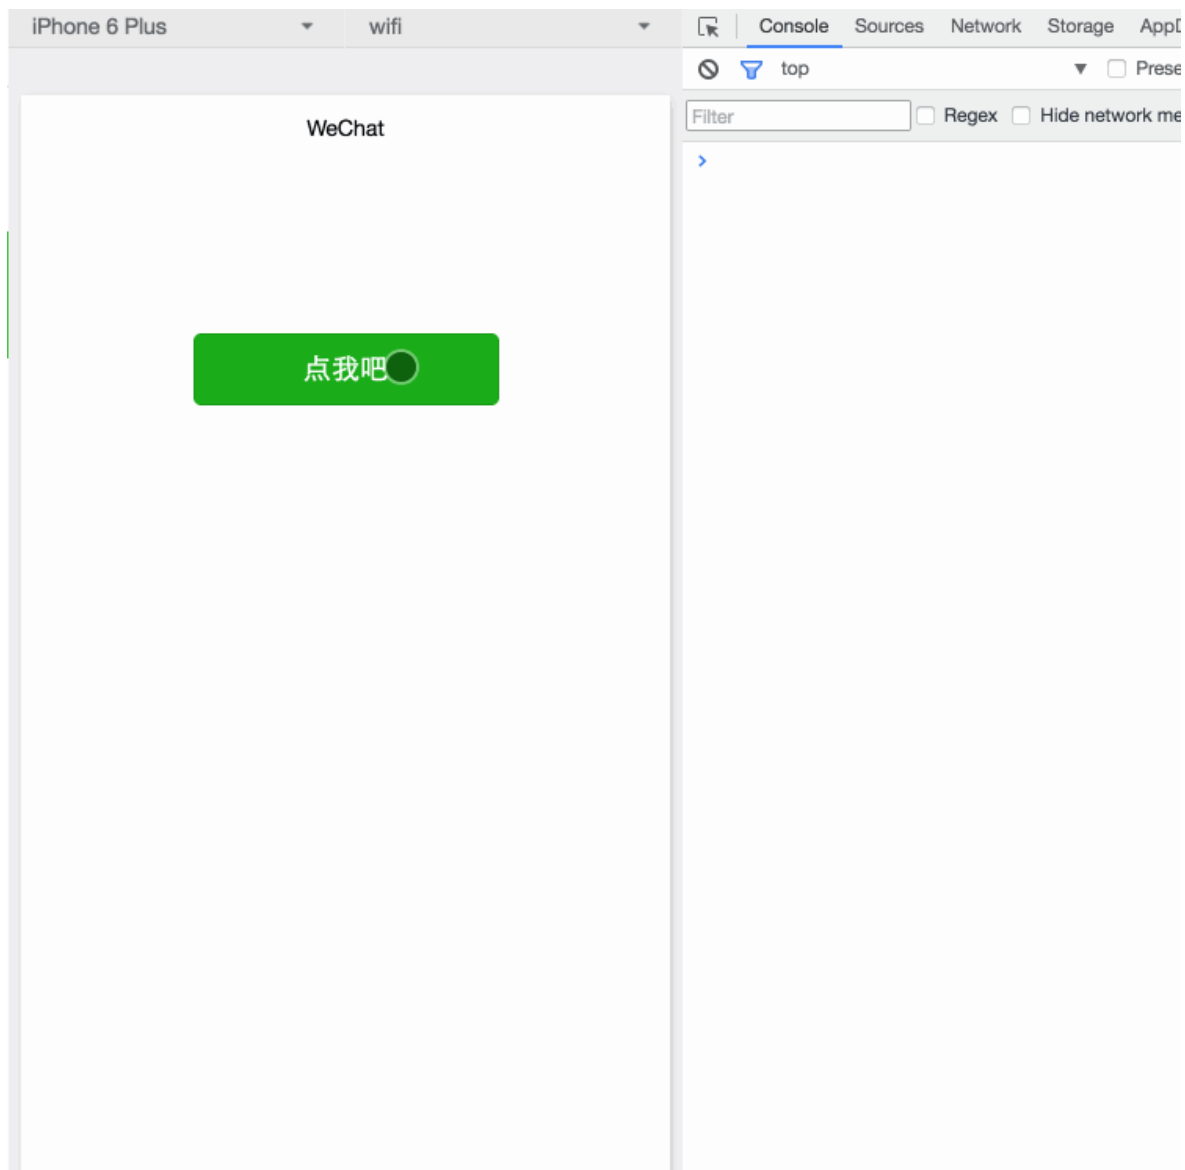 iPhone 6 Plus wifi Console Sources Network Storage
top
Filter Regex Hide network
WeChat
点我吧